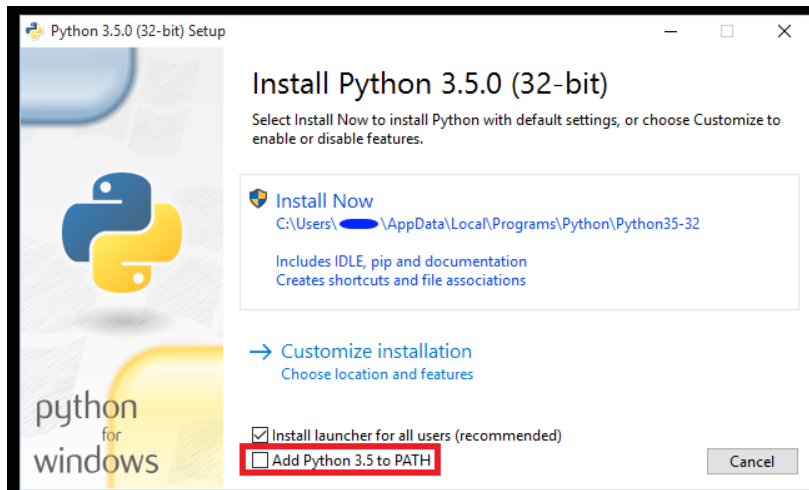 Python 3.5.0 (32-bit) Setup
Install Python 3.5.0 (32-bit)
Select Install Now to install Python with default settings, or choose Customize to
enable or disable features.
Install Now
C:\Users\ \AppData\Local\Programs\Python\Python35-32
Includes IDLE, pip and documentation
Creates shortcuts and file associations
Customize installation
Choose location and features
python
for
windows
Install launcher for all users (recommended)
Add Python 3.5 to PATH
Cancel